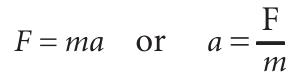 F = ma or a = F/m